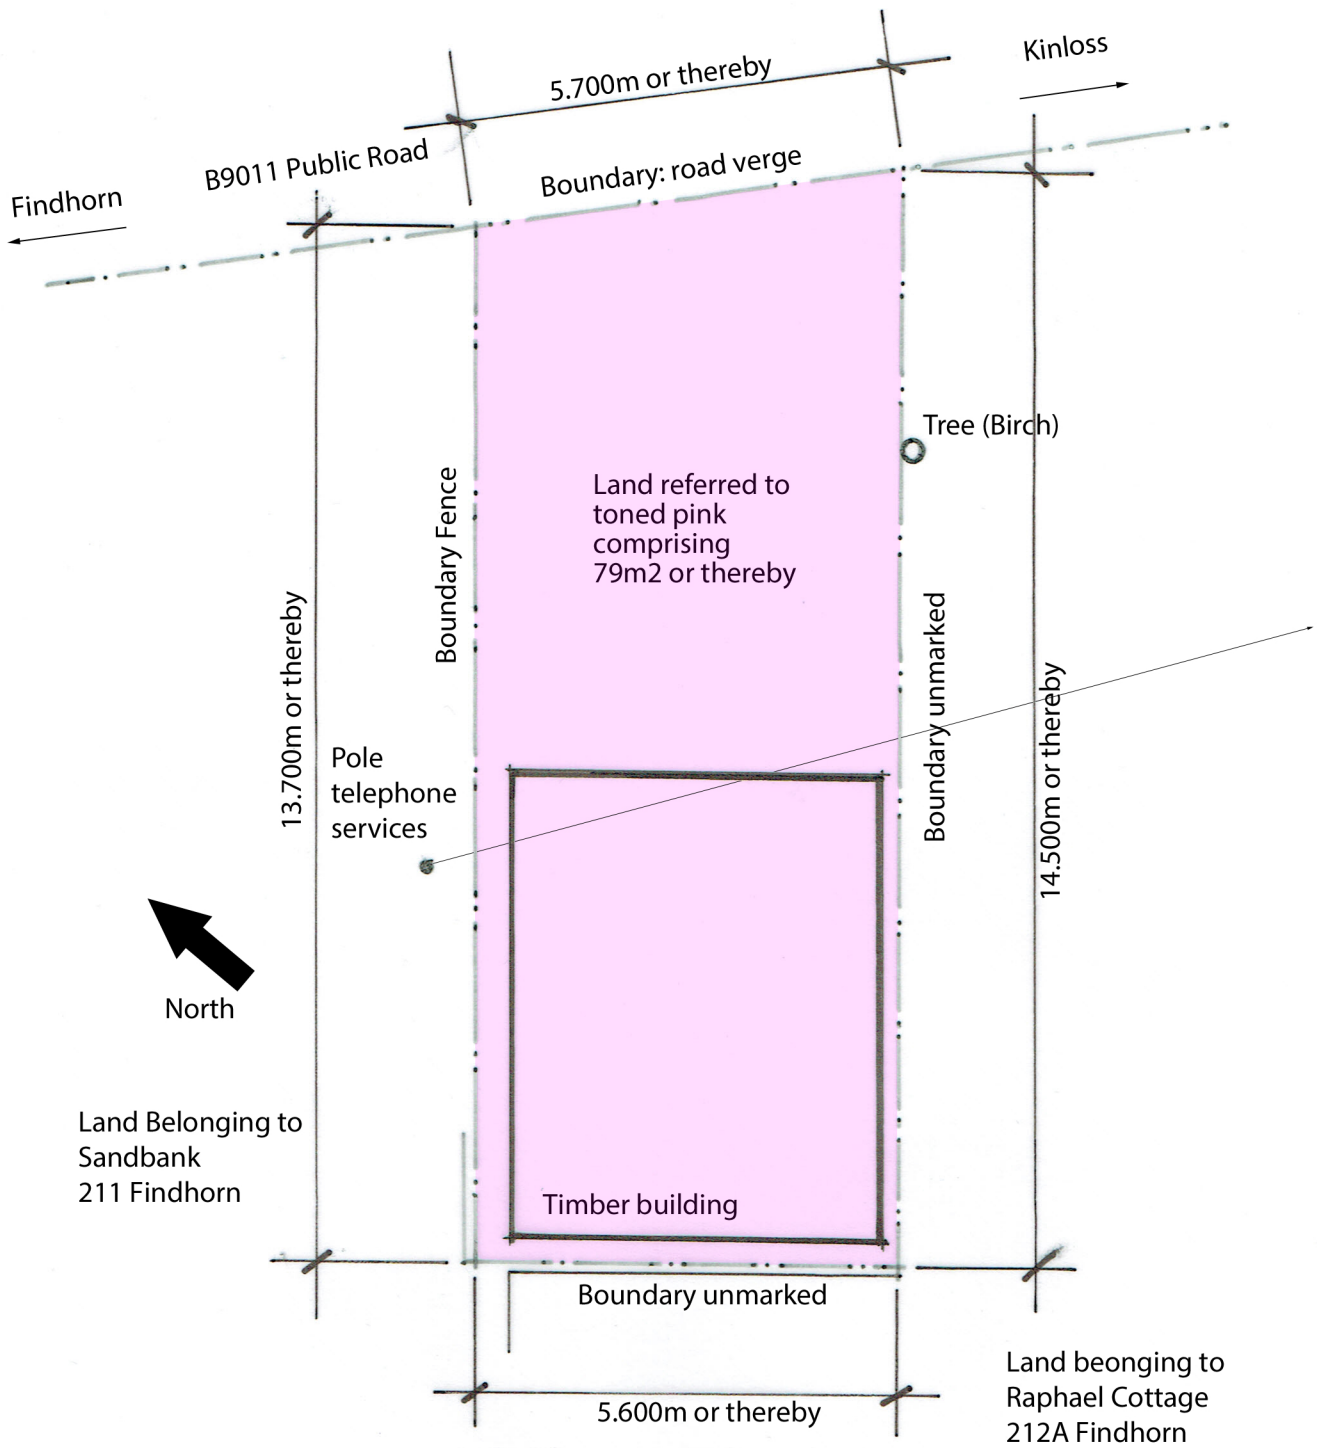 Kinloss
5.700m or thereby
B9011 Public Road
Boundary: road verge
Findhorn
Tree (Birch)
Land referred to
toned pink
comprising
79m2 or thereby
Boundary Fence
Boundary unmarked
13.700m or thereby
14.500m or thereby
Pole
telephone
services
North
Land Belonging to
Sandbank
211 Findhorn
Timber building
Boundary unmarked
Land beonging to
Raphael Cottage
212A Findhorn
5.600m or thereby